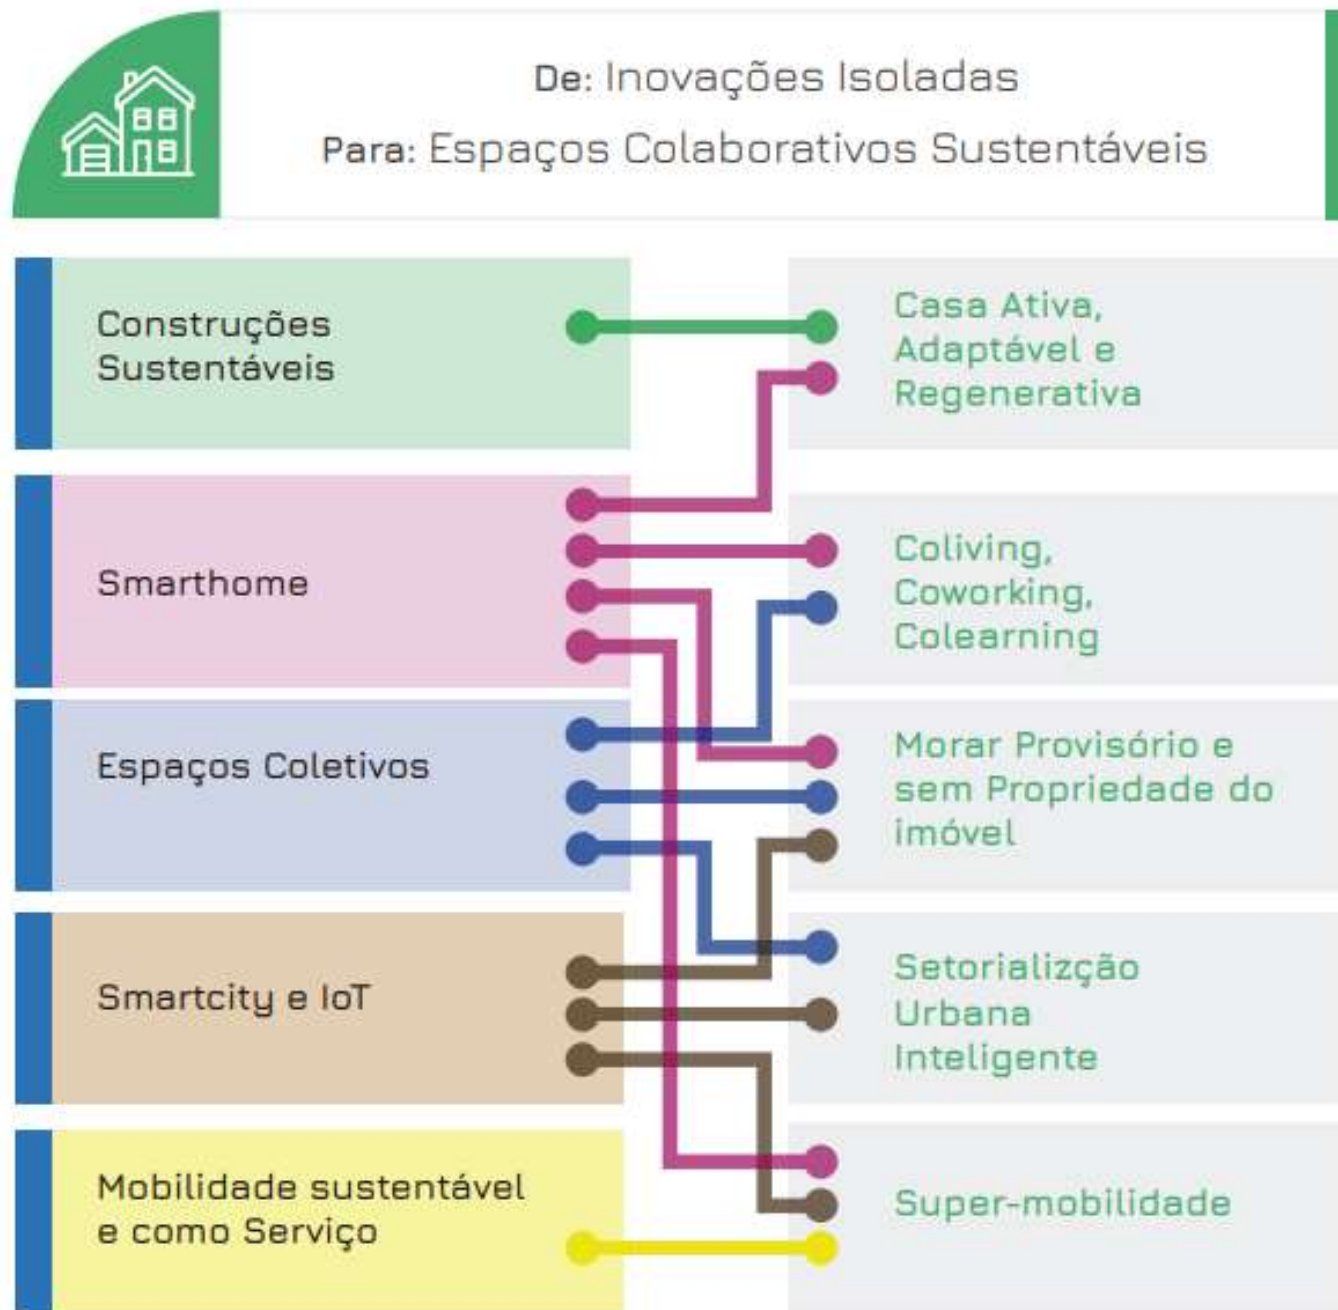 De: Inovações Isoladas
Para: Espaços Colaborativos Sustentáveis
Construções
Sustentáveis
Casa Ativa,
Adaptável e
Regenerativa
Smarthome
Coliving,
Coworking,
Colearning
Espaços Coletivos
Morar Provisório e
sem Propriedade do
imóvel
Smartcity e IoT
Setorializção
Urbana
Inteligente
Mobilidade sustentável
e como Serviço
Super-mobilidade